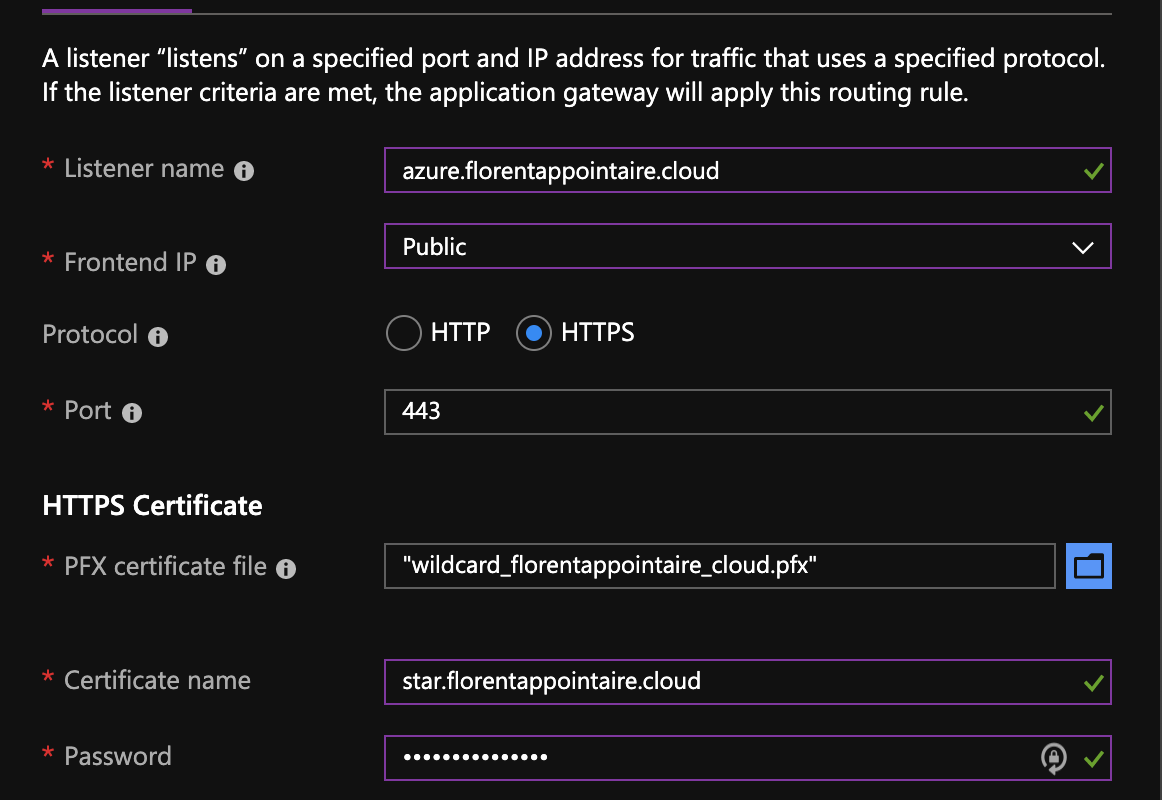 A listener “listens” on a specified port and IP address for traffic that uses a specified protocol.
If the listener criteria are met, the application gateway will apply this routing rule.
* Listener name
azure.florentappointaire.cloud
* Frontend IP
Public
Protocol
HTTP
HTTPS
* Port
443
HTTPS Certificate
* PFX certificate file
"wildcard_florentappointaire_cloud.pfx"
* Certificate name
star.florentappointaire.cloud
* Password
•••••••••••••••